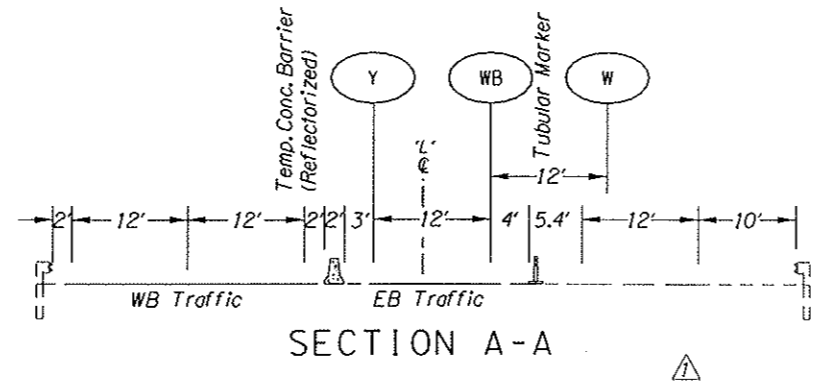 Temp. Conc. Barrier
(Reflectorized)
Y
WB
Tubular Marker
W
'L'
℄
12'
2'
12'
12'
2'
2'
3'
12'
4'
5.4'
12'
10'
WB Traffic
EB Traffic
SECTION A-A
1